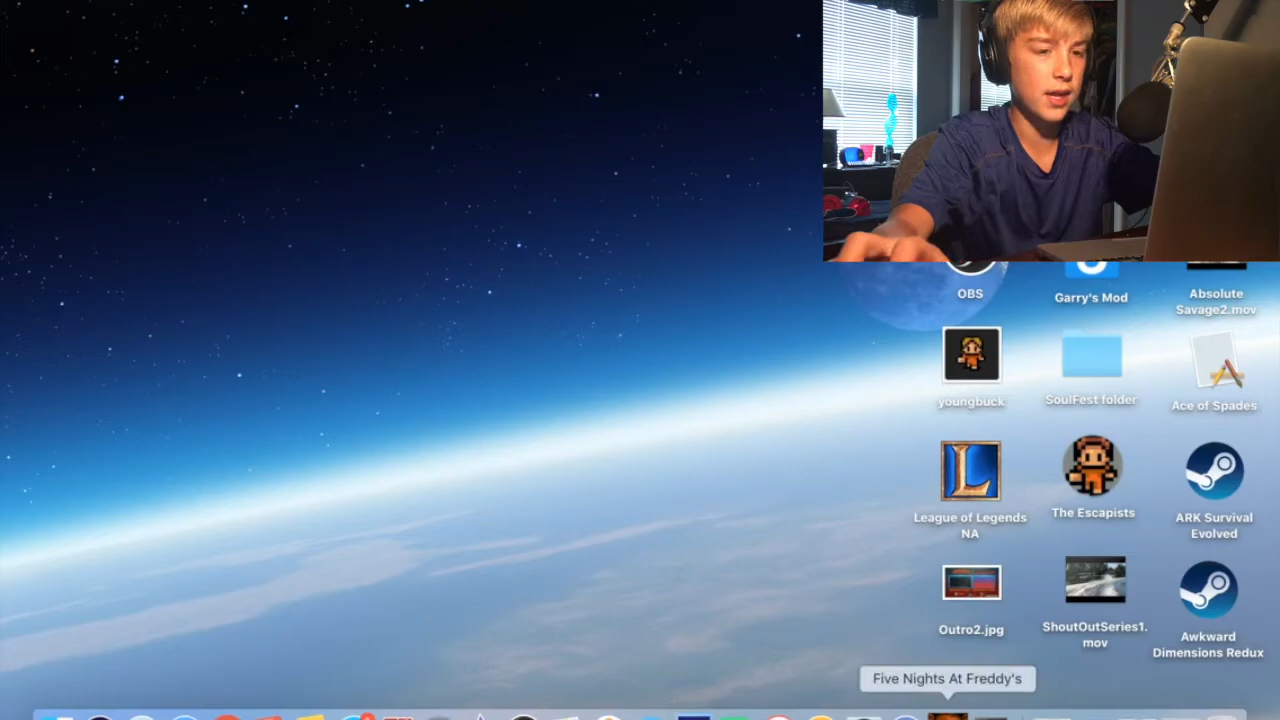 OBS
Garry's Mod
Absolute
Savage2.mov
youngbuck
SoulFest folder
Ace of Spades
League of Legends
NA
The Escapists
ARK Survival
Evolved
Outro2.jpg
ShoutOutSeries1.
mov
Awkward
Dimensions Redux
Five Nights At Freddy's